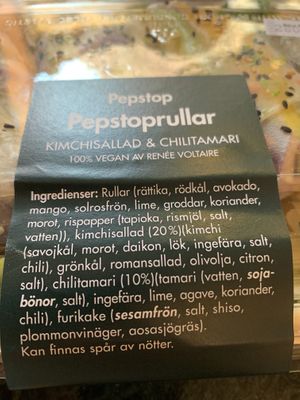 Pepstop
Pepstoprullar
KIMCHISALLAD & CHILITAMARI
100% VEGAN AV RENÉE VOLTAIRE
Ingredienser: Rullar (rättika, rödkål, avokado,
mango, solrosfrön, lime, groddar, koriander,
morot, rispapper (tapioka, rismjöl, salt,
vatten)), kimchisallad (20%)(kimchi
(savojkål, morot, daikon, lök, ingefära, salt,
chili), grönkål, romansallad, olivolja, citron,
salt), chilitamari (10%)(tamari (vatten, soja-
bönor, salt), ingefära, lime, agave, koriander,
chili), furikake (sesamfrön, salt, shiso,
plommonvinäger, aosasjögräs).
Kan finnas spår av nötter.